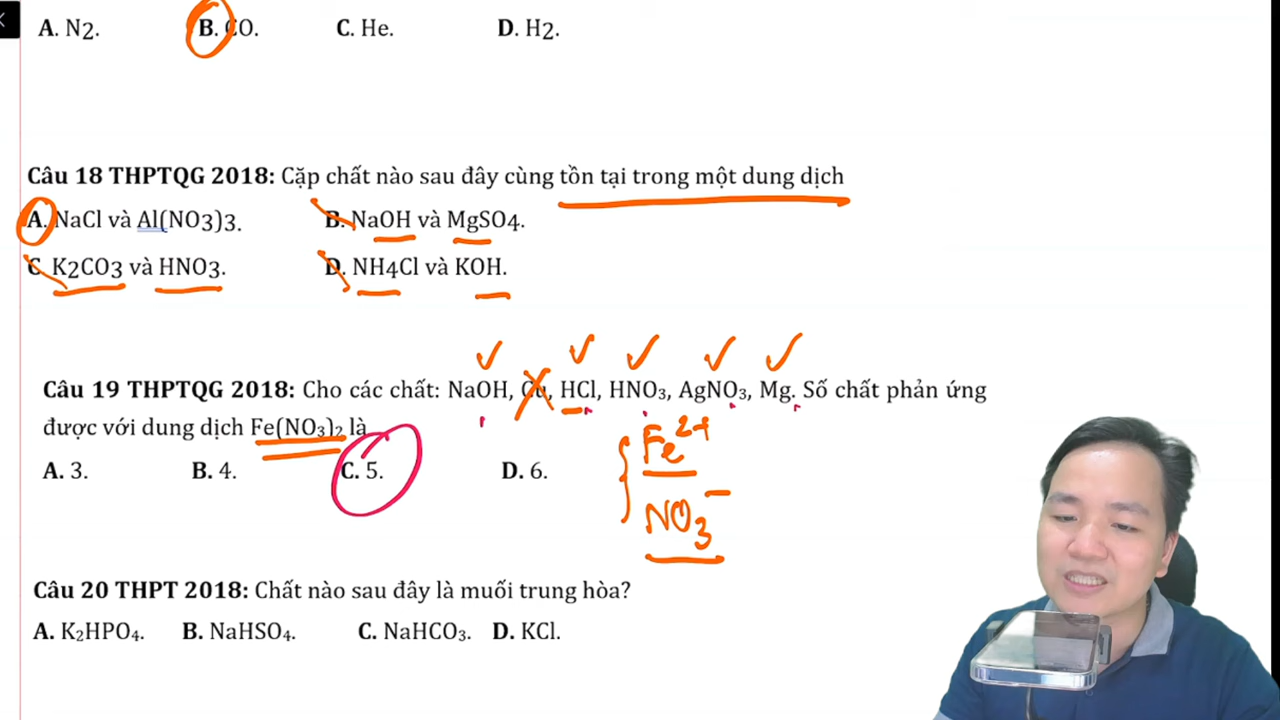 A. N2. B. CO. C. He. D. H2.
Câu 18 THPTQG 2018: Cặp chất nào sau đây cùng tồn tại trong một dung dịch
A. NaCl và Al(NO3)3. B. NaOH và MgSO4.
C. K2CO3 và HNO3. D. NH4Cl và KOH.
Câu 19 THPTQG 2018: Cho các chất: NaOH, Cu, HCl, HNO₃, AgNO₃, Mg. Số chất phản ứng
được với dung dịch Fe(NO₃)₂ là
A. 3. B. 4. C. 5. D. 6.
Fe²⁺
NO₃⁻
Câu 20 THPT 2018: Chất nào sau đây là muối trung hòa?
A. K₂HPO₄. B. NaHSO₄. C. NaHCO₃. D. KCl.